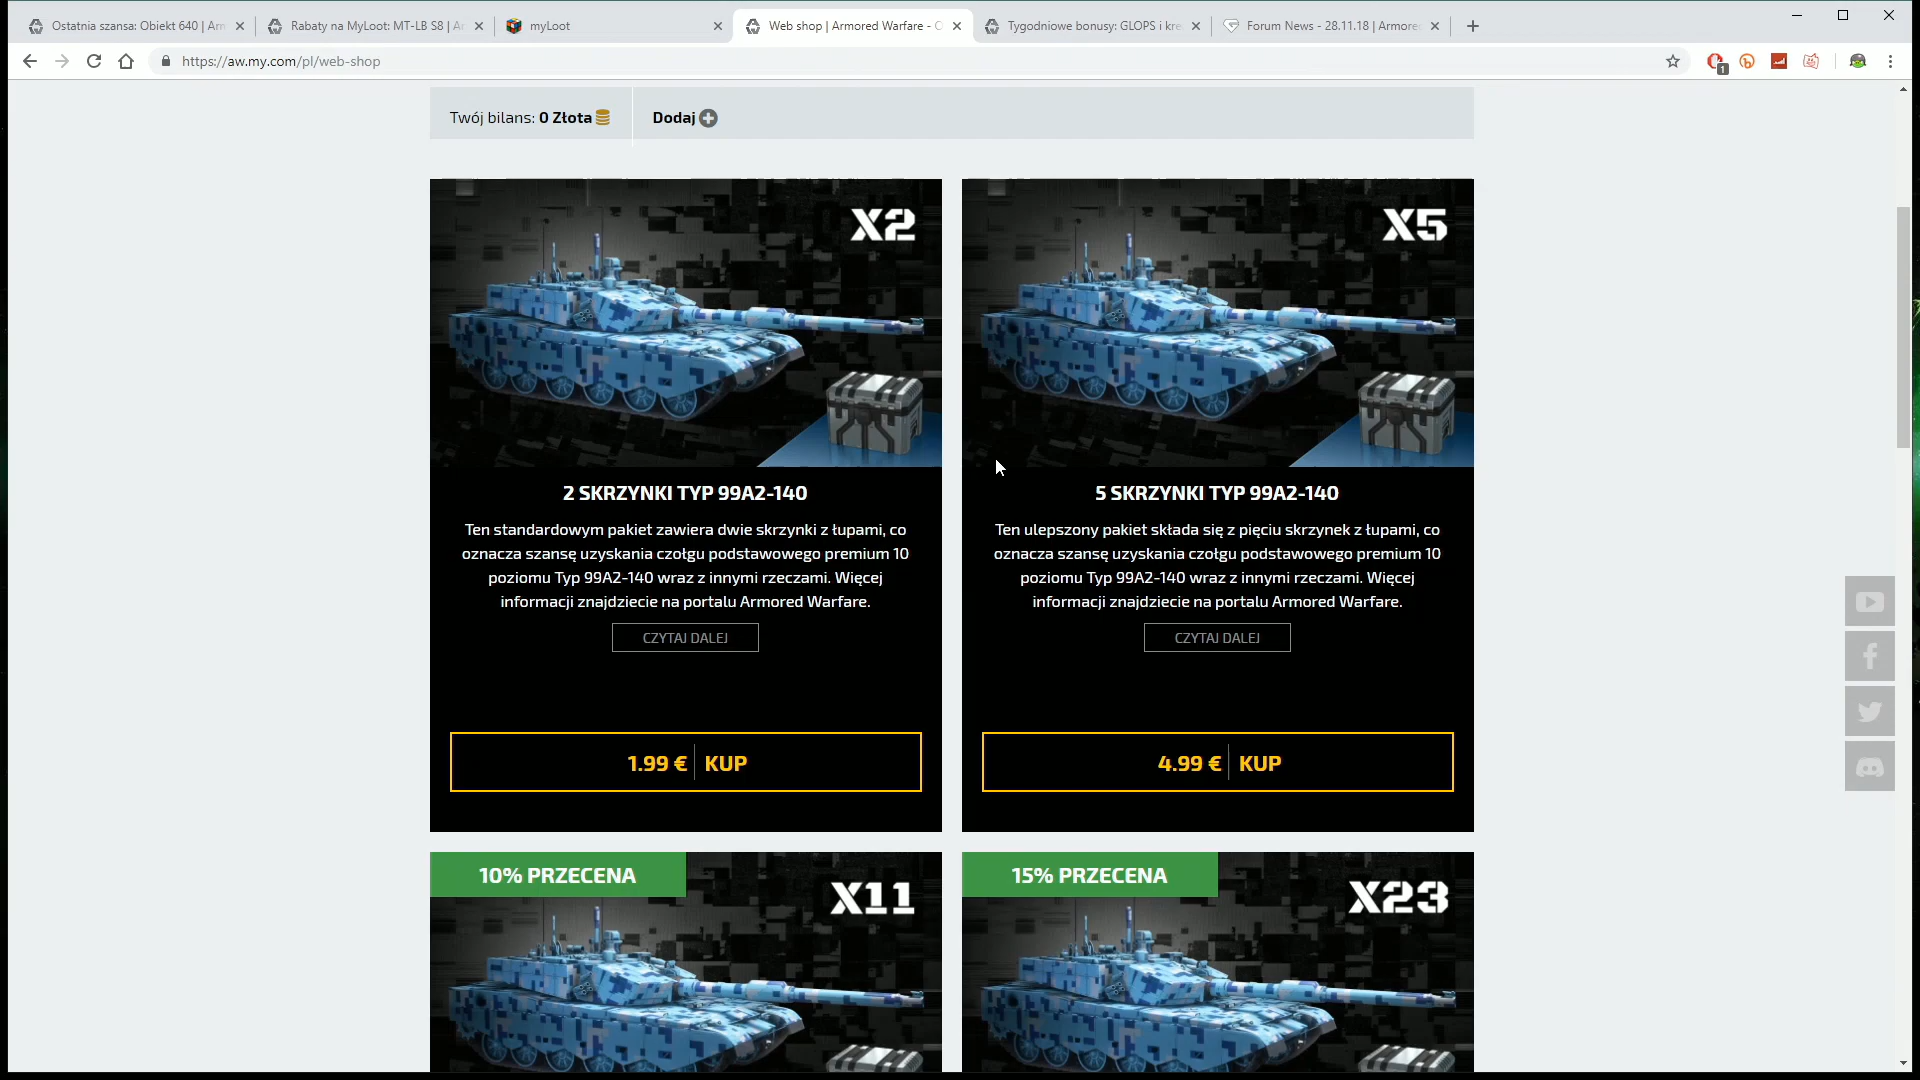 Ostatnia szansa: Obiekt 640 | Arm
Rabaty na MyLoot: MT-LB S8 | Ar
myLoot
Web shop | Armored Warfare - O
Tygodniowe bonusy: GLOPS i kre
Forum News - 28.11.18 | Armored
https://aw.my.com/pl/web-shop
1
Twój bilans: 0 Złota
Dodaj
X2
2 SKRZYNKI TYP 99A2-140
Ten standardowym pakiet zawiera dwie skrzynki z łupami, co
oznacza szansę uzyskania czołgu podstawowego premium 10
poziomu Typ 99A2-140 wraz z innymi rzeczami. Więcej
informacji znajdziecie na portalu Armored Warfare.
CZYTAJ DALEJ
1.99 € KUP
X5
5 SKRZYNKI TYP 99A2-140
Ten ulepszony pakiet składa się z pięciu skrzynek z łupami, co
oznacza szansę uzyskania czołgu podstawowego premium 10
poziomu Typ 99A2-140 wraz z innymi rzeczami. Więcej
informacji znajdziecie na portalu Armored Warfare.
CZYTAJ DALEJ
4.99 € KUP
10% PRZECENA
X11
15% PRZECENA
X23